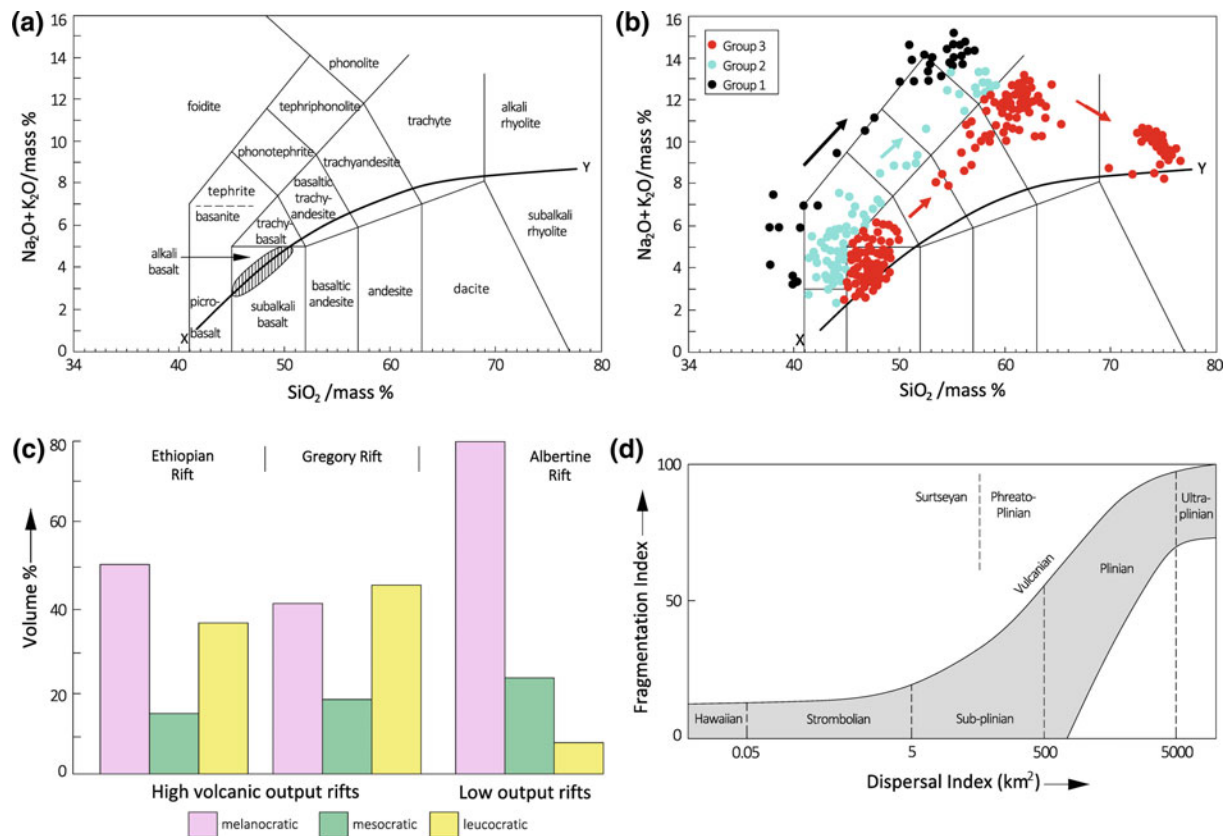 (a)
16
14
12
10
8
6
4
2
0
Na2O+ K2O/mass %
phonolite
foidite
tephriphonolite
trachyte
alkali
rhyolite
phonotephrite
trachyandesite
Y
tephrite
basanite
basaltic
trachy-
andesite
trachy-
basalt
subalkali
rhyolite
alkali
basalt
picro-
basalt
X
subalkali
basalt
basaltic
andesite
andesite
dacite
34
40
50
60
70
80
SiO2 /mass %
(b)
16
14
12
10
8
6
4
2
0
Na2O+ K2O/mass %
Group 3
Group 2
Group 1
Y
X
34
40
50
60
70
80
SiO2 /mass %
(c)
80
60
40
20
0
Volume %
Ethiopian
Rift
Gregory Rift
Albertine
Rift
High volcanic output rifts
Low output rifts
melanocratic
mesocratic
leucocratic
(d)
100
50
0
Fragmentation Index
Surtseyan
Phreato-
Plinian
Ultra-
plinian
Vulcanian
Plinian
Hawaiian
Strombolian
Sub-plinian
0.05
5
500
5000
Dispersal Index (km2)